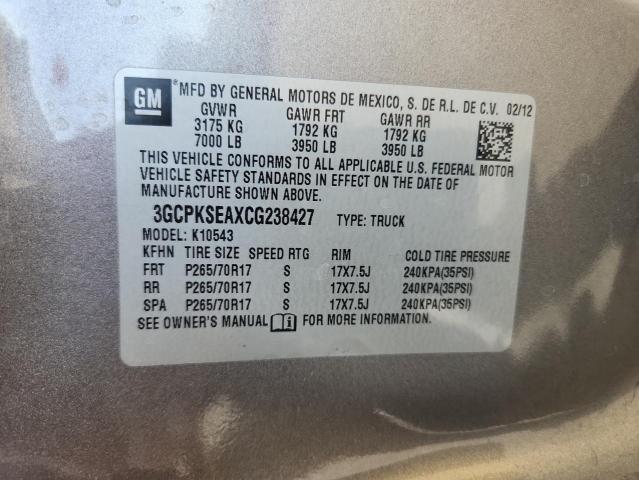 GM
*MFD BY GENERAL MOTORS DE MEXICO, S. DE R.L. DE C.V. 02/12
GVWR GAWR FRT GAWR RR
3175 KG 1792 KG 1792 KG
7000 LB 3950 LB 3950 LB
THIS VEHICLE CONFORMS TO ALL APPLICABLE U.S. FEDERAL MOTOR
VEHICLE SAFETY STANDARDS IN EFFECT ON THE DATE OF
MANUFACTURE SHOWN ABOVE.
3GCPKSEAXCG238427 TYPE: TRUCK
MODEL: K10543
KFHN TIRE SIZE SPEED RTG RIM COLD TIRE PRESSURE
FRT P265/70R17 S 17X7.5J 240KPA(35PSI)
RR P265/70R17 S 17X7.5J 240KPA(35PSI)
SPA P265/70R17 S 17X7.5J 240KPA(35PSI)
SEE OWNER'S MANUAL FOR MORE INFORMATION.